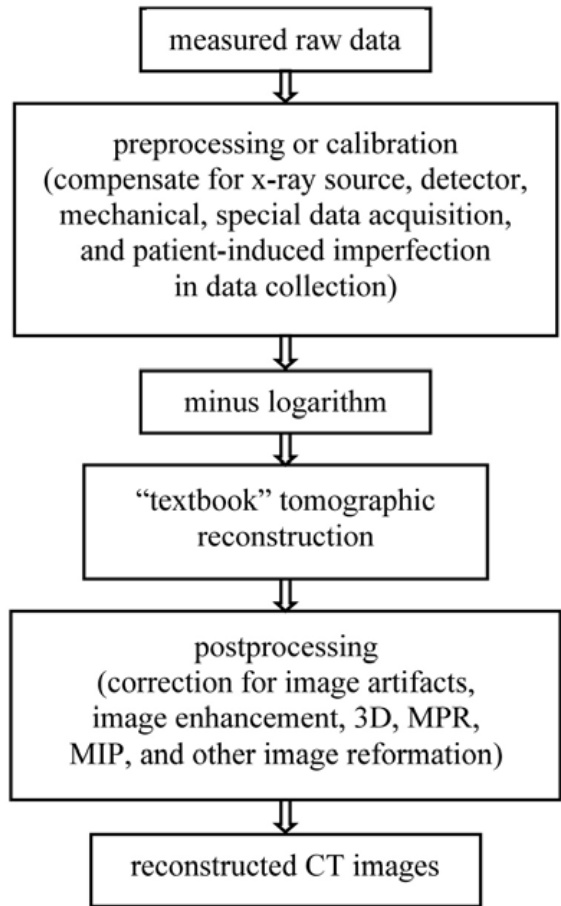 measured raw data
preprocessing or calibration
(compensate for x-ray source, detector,
mechanical, special data acquisition,
and patient-induced imperfection
in data collection)
minus logarithm
“textbook” tomographic
reconstruction
postprocessing
(correction for image artifacts,
image enhancement, 3D, MPR,
MIP, and other image reformation)
reconstructed CT images